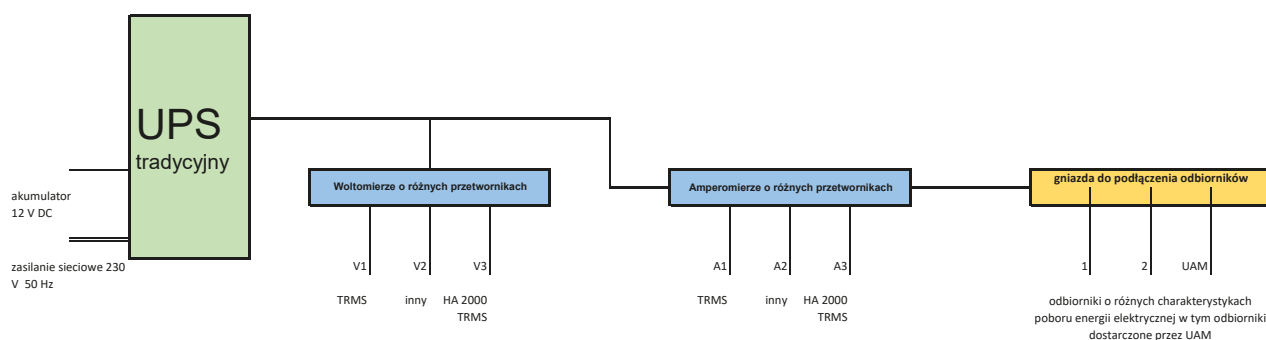 UPS
tradycyjny
akumulator
12 V DC
zasilanie sieciowe 230
V 50 Hz
Woltomierze o różnych przetwornikach
V1 V2 V3
TRMS inny HA 2000
TRMS
Amperomierze o różnych przetwornikach
A1 A2 A3
TRMS inny HA 2000
TRMS
gniazda do podłączenia odbiorników
1 2 UAM
odbiorniki o różnych charakterystykach
poboru energii elektrycznej w tym odbiorniki
dostarczone przez UAM